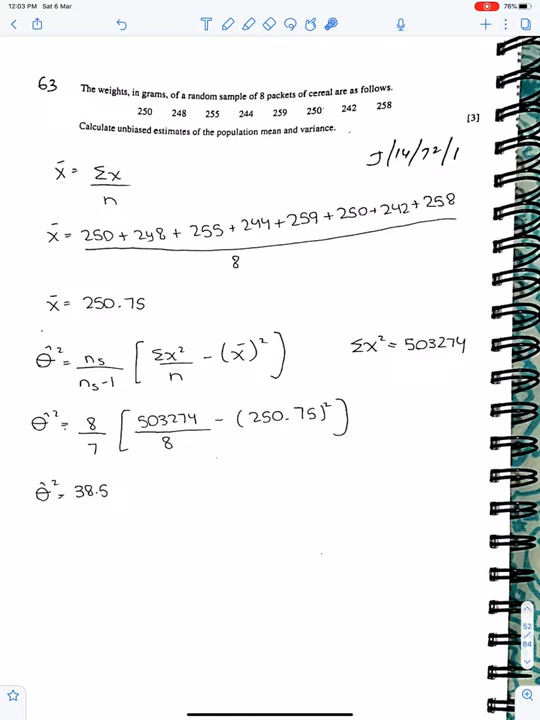 12:03 PM Sat 6 Mar
76%
63
The weights, in grams, of a random sample of 8 packets of cereal are as follows.
250 248 255 244 259 250 242 258
Calculate unbiased estimates of the population mean and variance.
[3]
J/14/72/1
x̄ = Σx / n
x̄ = 250 + 248 + 255 + 244 + 259 + 250 + 242 + 258 / 8
x̄ = 250.75
θ̂² = ns / ns-1 [ Σx² / n - (x̄)² ]
Σx² = 503274
θ̂² = 8 / 7 [ 503274 / 8 - (250.75)² ]
θ̂² = 38.5
52 / 84